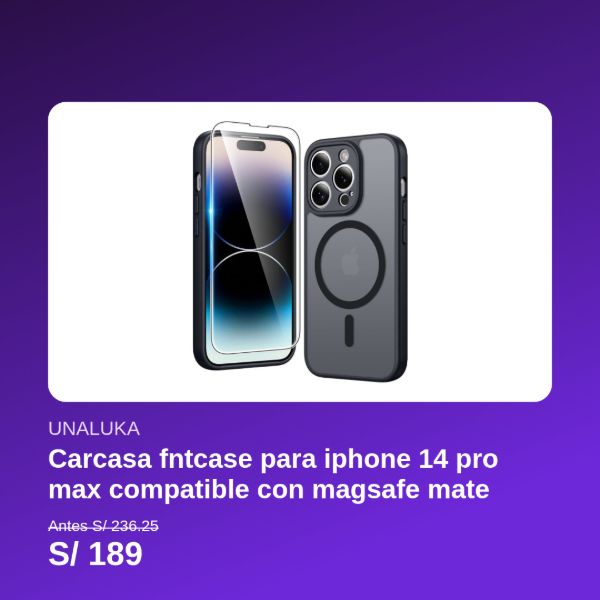 UNALUKA
Carcasa fntcase para iphone 14 pro
max compatible con magsafe mate
Antes S/ 236.25
S/ 189